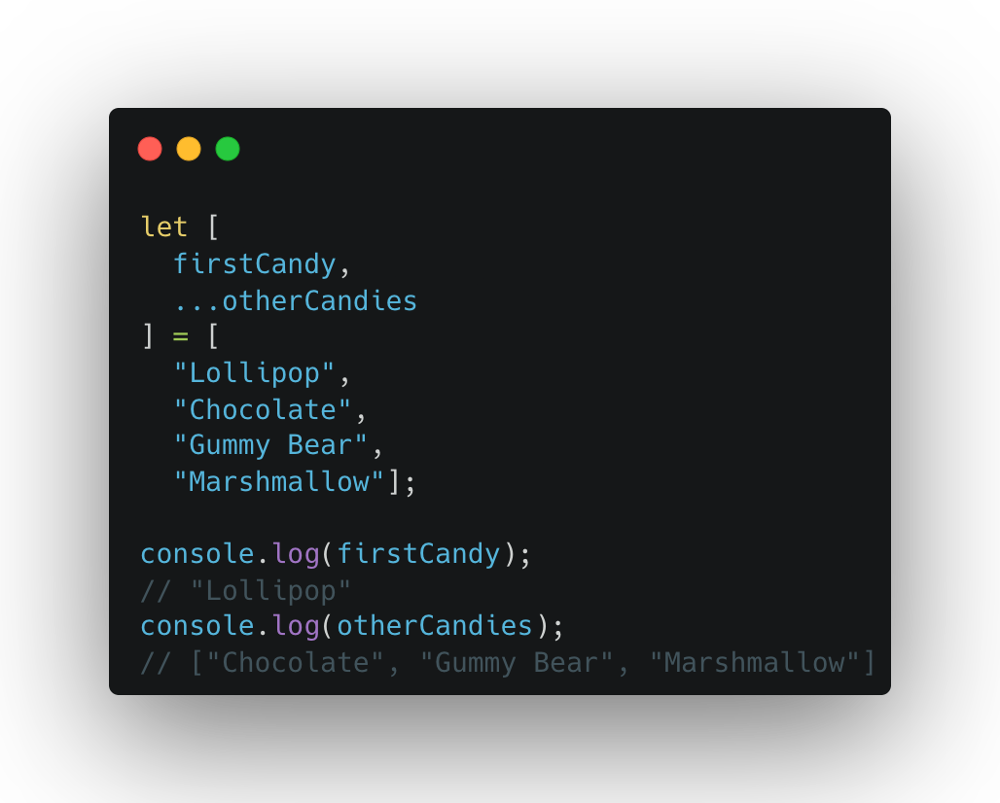 let [
  firstCandy,
  ...otherCandies
] = [
  "Lollipop",
  "Chocolate",
  "Gummy Bear",
  "Marshmallow"];
console.log(firstCandy);
// "Lollipop"
console.log(otherCandies);
// ["Chocolate", "Gummy Bear", "Marshmallow"]